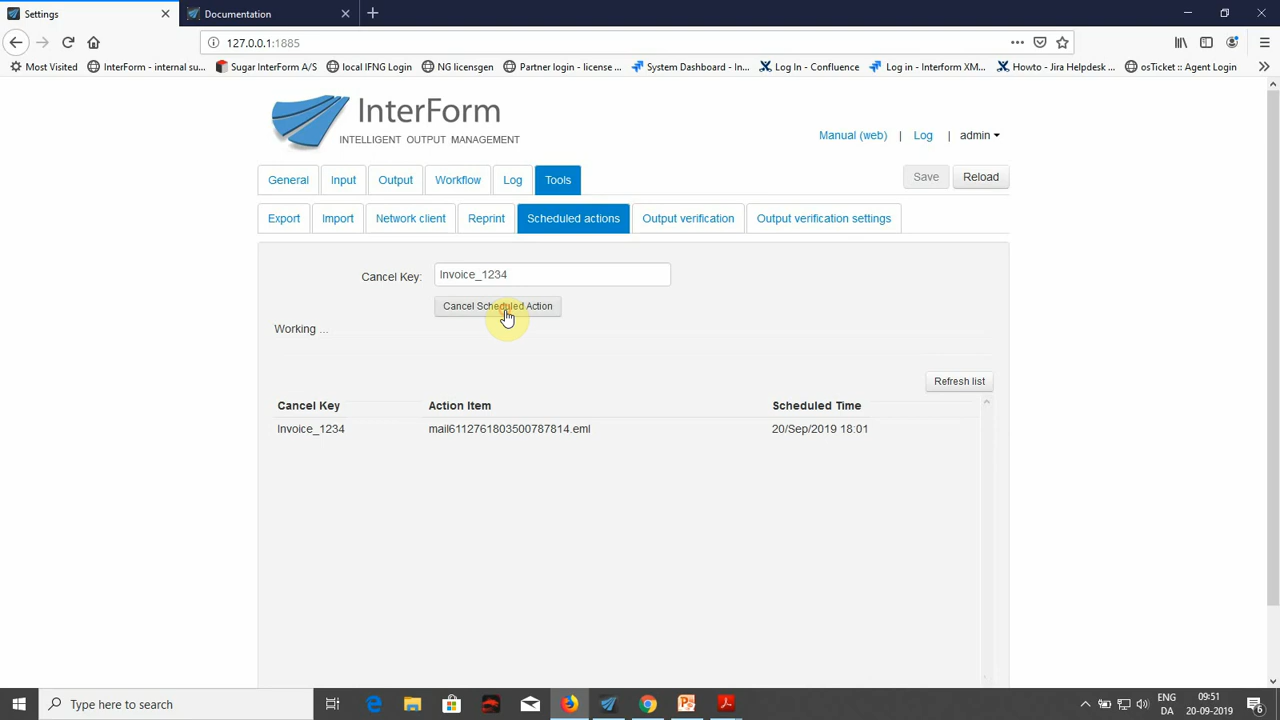 Settings
Documentation
127.0.0.1:1885
Most Visited
InterForm - internal su...
Sugar InterForm A/S
local IFNG Login
NG licensgen
Partner login - license ...
System Dashboard - In...
Log In - Confluence
Log in - Interform XM...
Howto - Jira Helpdesk ...
osTicket :: Agent Login
InterForm
INTELLIGENT OUTPUT MANAGEMENT
Manual (web) | Log | admin
General Input Output Workflow Log Tools
Save Reload
Export Import Network client Reprint Scheduled actions Output verification Output verification settings
Cancel Key: Invoice_1234
Cancel Scheduled Action
Working ...
Refresh list
Cancel Key Action Item Scheduled Time
Invoice_1234 mail6112761803500787814.eml 20/Sep/2019 18:01
Type here to search
ENG 09:51
DA 20-09-2019
6